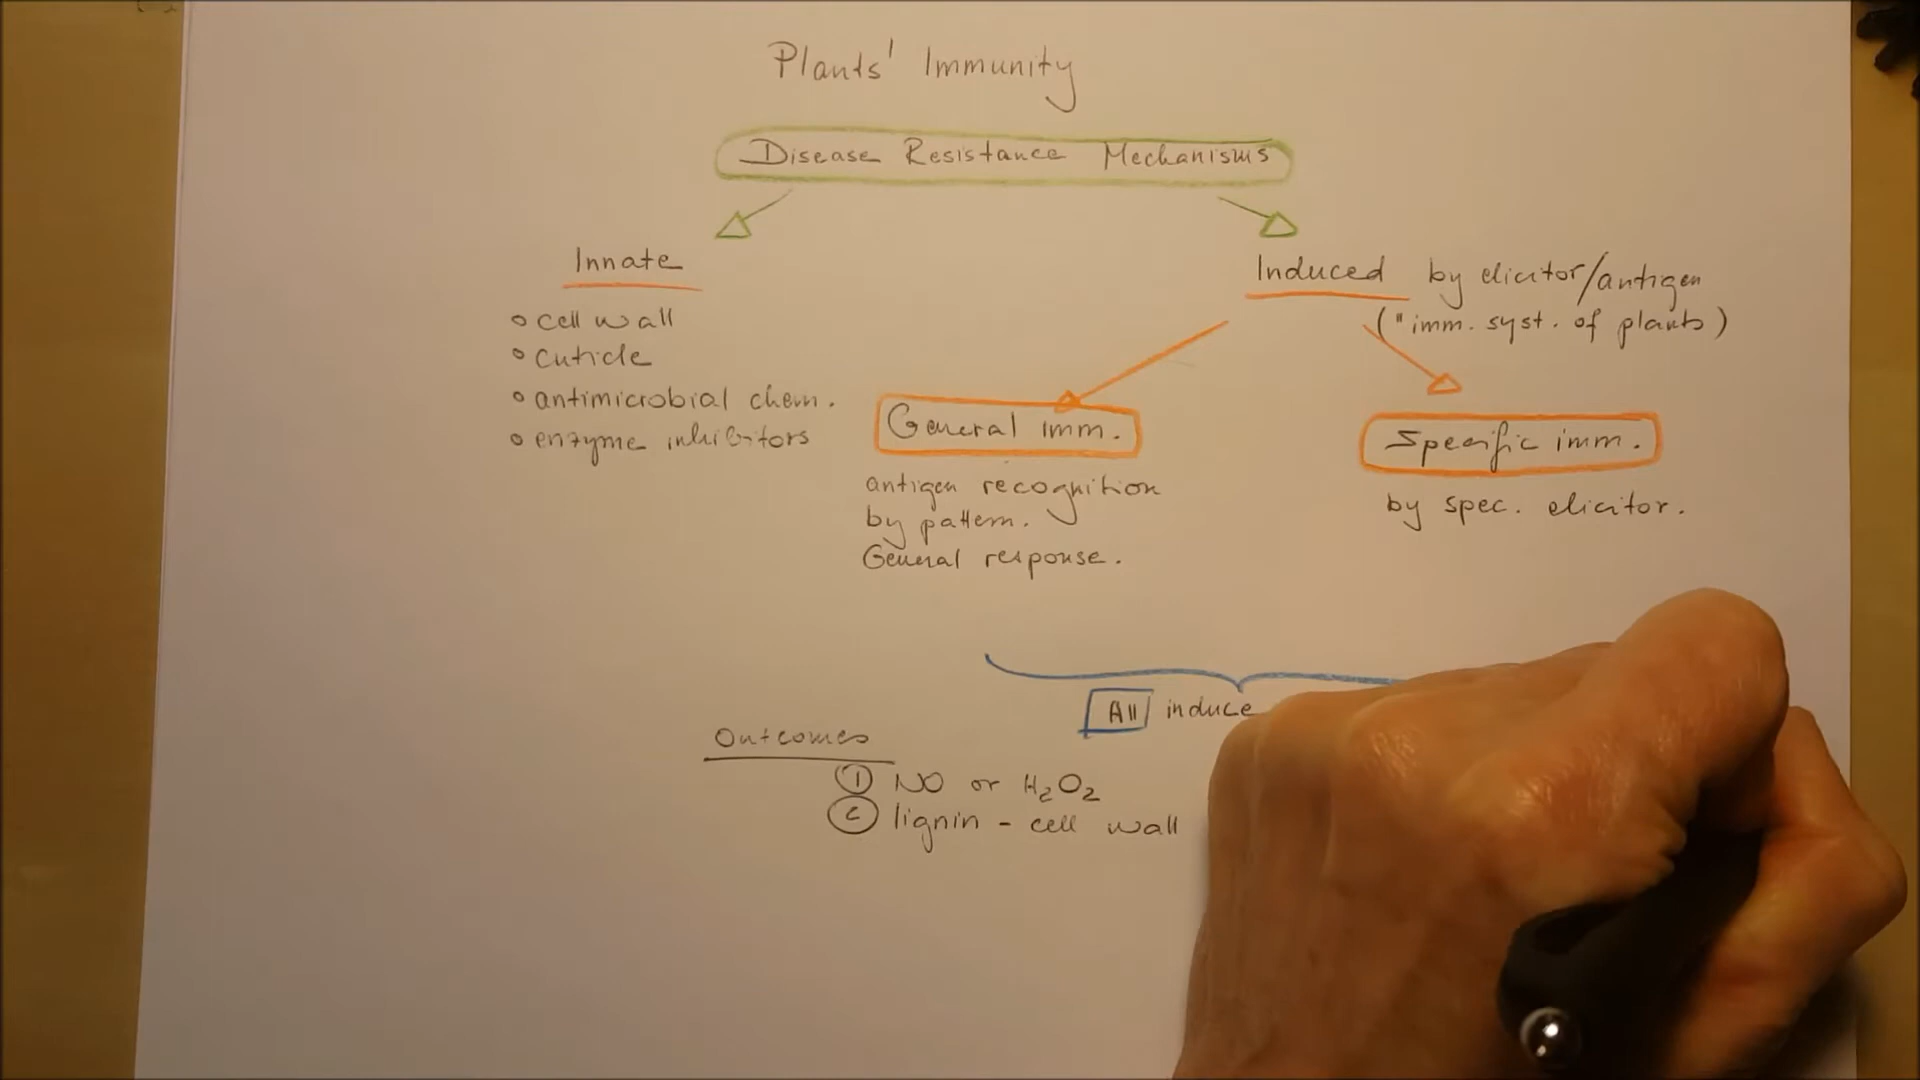 Plants' Immunity
Disease Resistance Mechanisms
Innate
cell wall
cuticle
antimicrobial chem.
enzyme inhibitors
Induced by elicitor/antigen
("imm. syst. of plants)
General imm.
antigen recognition
by pattern.
General response.
Specific imm.
by spec. elicitor.
All induce
Outcomes
1 NO or H₂O₂
2 lignin - cell wall